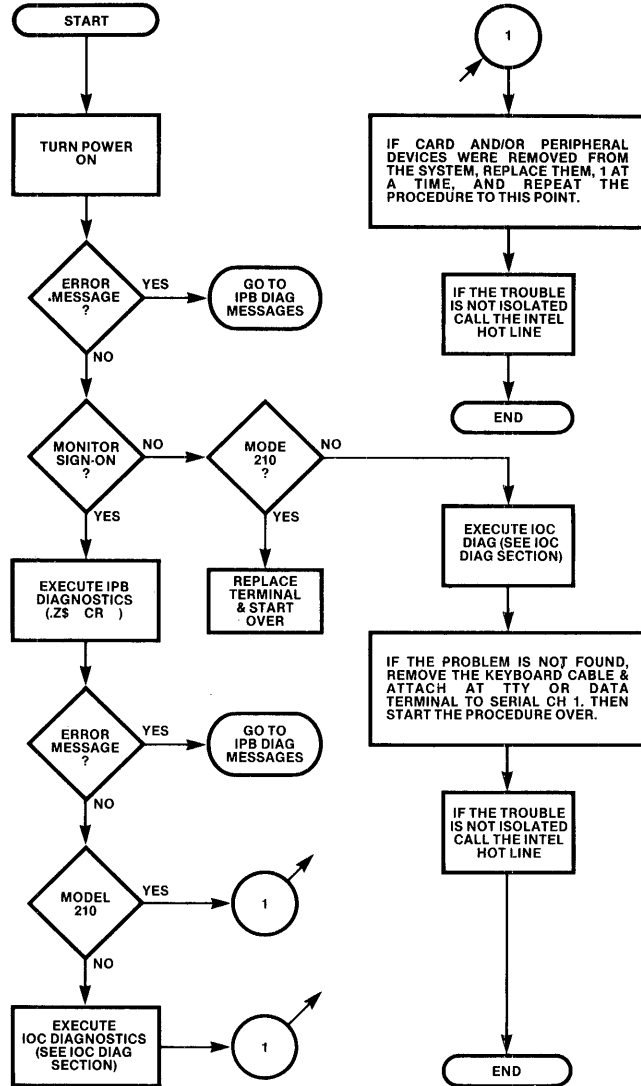 START
TURN POWER
ON
ERROR
.MESSAGE
?
YES
GO TO
IPB DIAG
MESSAGES
NO
MONITOR
SIGN-ON
?
NO
MODE
210
?
NO
YES
YES
REPLACE
TERMINAL
& START
OVER
EXECUTE IPB
DIAGNOSTICS
(.Z$ CR )
ERROR
MESSAGE
?
YES
GO TO
IPB DIAG
MESSAGES
NO
MODEL
210
YES
1
NO
EXECUTE
IOC DIAGNOSTICS
(SEE IOC DIAG
SECTION)
1
1
IF CARD AND/OR PERIPHERAL
DEVICES WERE REMOVED FROM
THE SYSTEM, REPLACE THEM, 1 AT
A TIME, AND REPEAT THE
PROCEDURE TO THIS POINT.
IF THE TROUBLE
IS NOT ISOLATED
CALL THE INTEL
HOT LINE
END
EXECUTE IOC
DIAG (SEE IOC
DIAG SECTION)
IF THE PROBLEM IS NOT FOUND,
REMOVE THE KEYBOARD CABLE &
ATTACH AT TTY OR DATA
TERMINAL TO SERIAL CH 1. THEN
START THE PROCEDURE OVER.
IF THE TROUBLE
IS NOT ISOLATED
CALL THE INTEL
HOT LINE
END